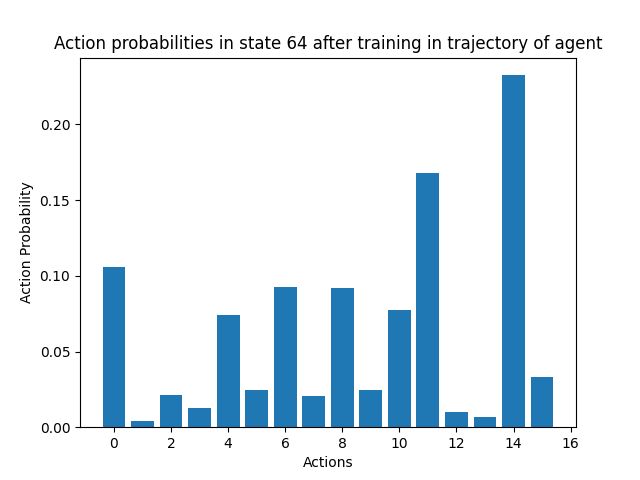 Action probabilities in state 64 after training in trajectory of agent
0.20
0.15
0.10
0.05
0.00
Action Probability
0 2 4 6 8 10 12 14 16
Actions